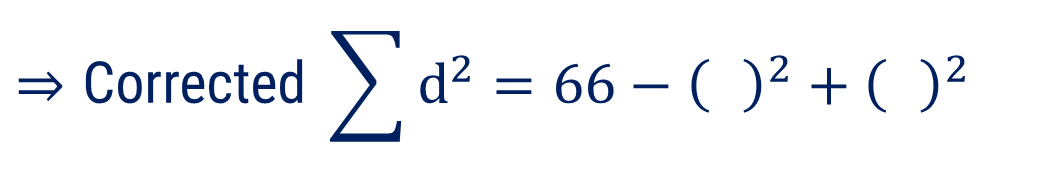 ⇒ Corrected ∑ d² = 66 − ( )² + ( )²